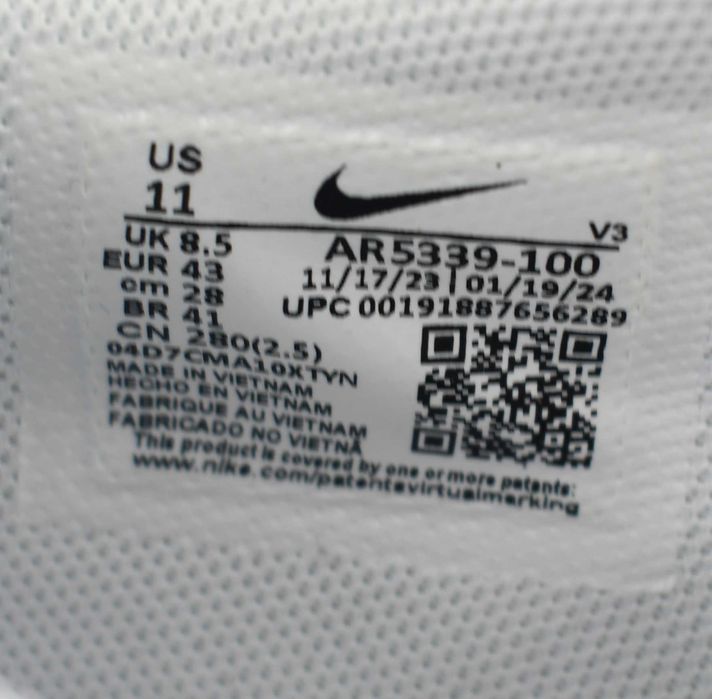 US
11
V3
UK 8.5
EUR 43
cm 28
BR 41
CN 280(2.5)
AR5339-100
11/17/23 | 01/19/24
UPC 00191887656289
04D7CMA10XTYN
MADE IN VIETNAM
HECHO EN VIETNAM
FABRIQUE AU VIETNAM
FABRICADO NO VIETNÃ
This product is covered by one or more patents:
www.nike.com/patentsvirtualmarking